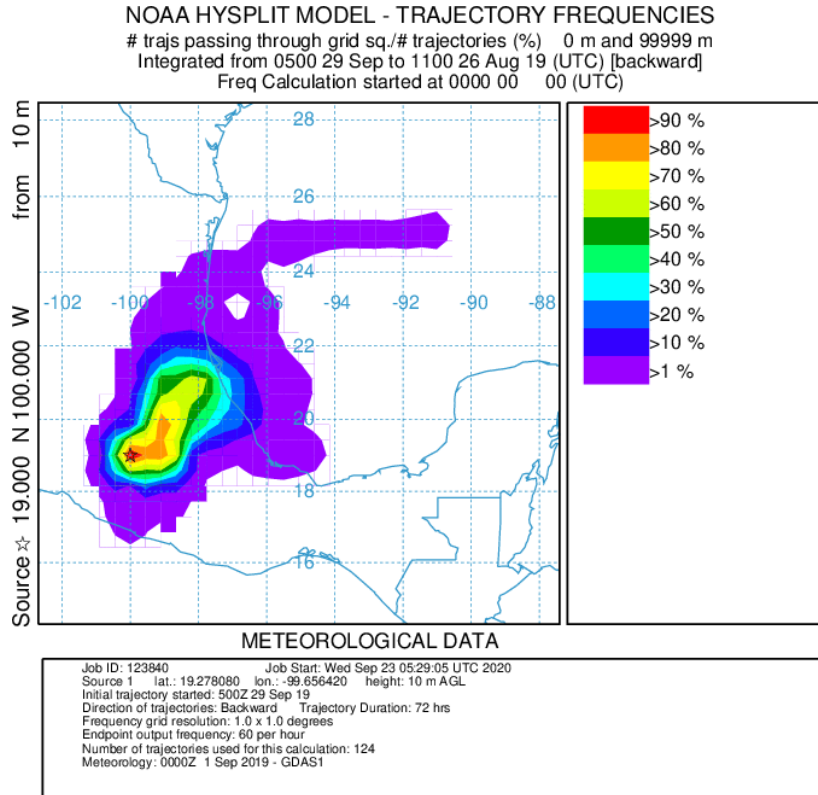 NOAA HYSPLIT MODEL - TRAJECTORY FREQUENCIES
# trajs passing through grid sq./# trajectories (%)    0 m and 99999 m
Integrated from 0500 29 Sep to 1100 26 Aug 19 (UTC) [backward]
Freq Calculation started at 0000 00    00 (UTC)
Source ☆ 19.000 N 100.000 W    from    10 m
28
26
24
-102 -100 -98 -96 -94 -92 -90 -88
22
20
18
16
>90 %
>80 %
>70 %
>60 %
>50 %
>40 %
>30 %
>20 %
>10 %
>1 %
METEOROLOGICAL DATA
Job ID: 123840    Job Start: Wed Sep 23 05:29:05 UTC 2020
Source 1    lat.: 19.278080    lon.: -99.656420    height: 10 m AGL
Initial trajectory started: 500Z 29 Sep 19
Direction of trajectories: Backward    Trajectory Duration: 72 hrs
Frequency grid resolution: 1.0 x 1.0 degrees
Endpoint output frequency: 60 per hour
Number of trajectories used for this calculation: 124
Meteorology: 0000Z  1 Sep 2019 - GDAS1